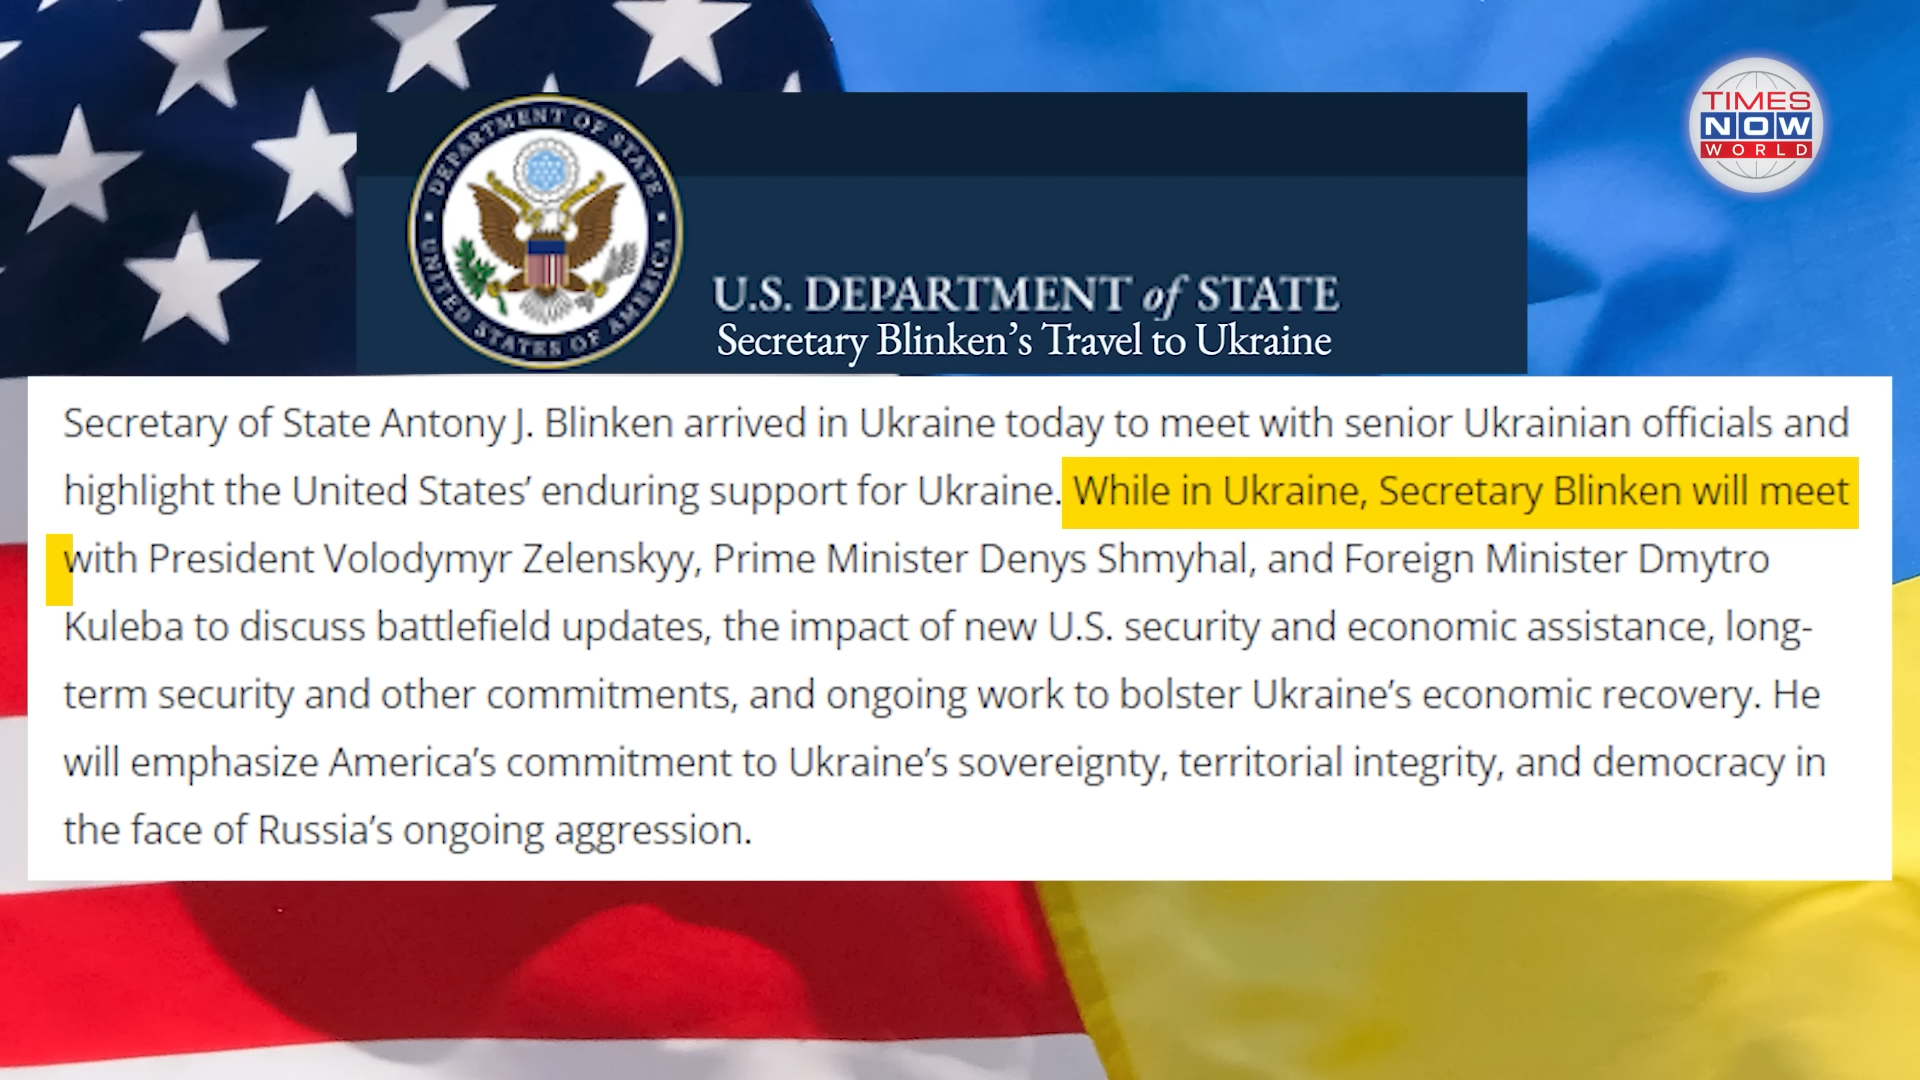 TIMES
NOW
WORLD
DEPARTMENT OF STATE
UNITED STATES OF AMERICA
U.S. DEPARTMENT of STATE
Secretary Blinken’s Travel to Ukraine
Secretary of State Antony J. Blinken arrived in Ukraine today to meet with senior Ukrainian officials and
highlight the United States’ enduring support for Ukraine. While in Ukraine, Secretary Blinken will meet
with President Volodymyr Zelenskyy, Prime Minister Denys Shmyhal, and Foreign Minister Dmytro
Kuleba to discuss battlefield updates, the impact of new U.S. security and economic assistance, long-
term security and other commitments, and ongoing work to bolster Ukraine’s economic recovery. He
will emphasize America’s commitment to Ukraine’s sovereignty, territorial integrity, and democracy in
the face of Russia’s ongoing aggression.